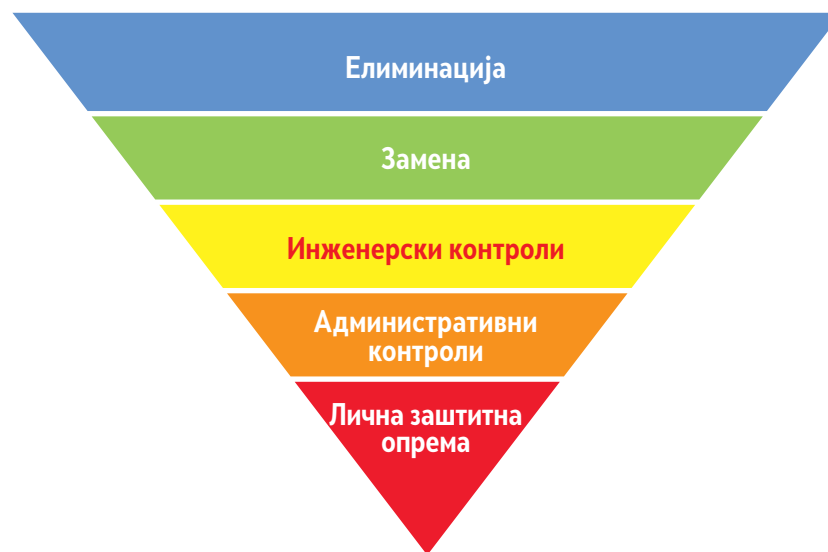 Елиминација
Замена
Инженерски контроли
Административни
контроли
Лична заштитна
опрема